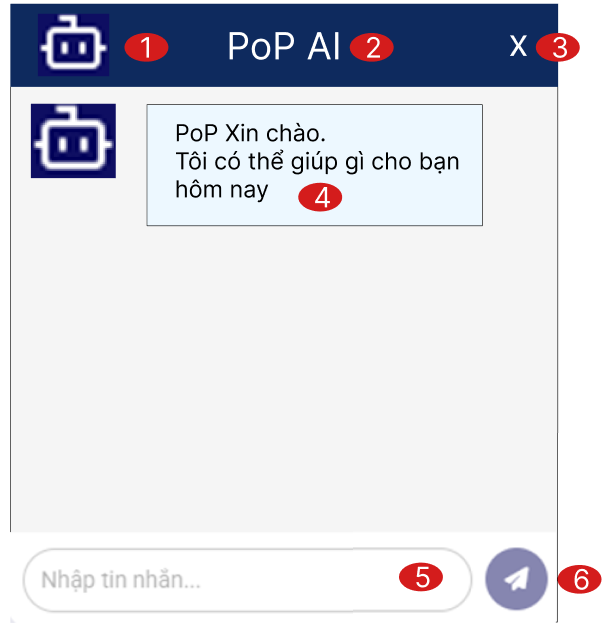 1 PoP AI 2 X 3
PoP Xin chào.
Tôi có thể giúp gì cho bạn
hôm nay 4
Nhập tin nhắn... 5 6